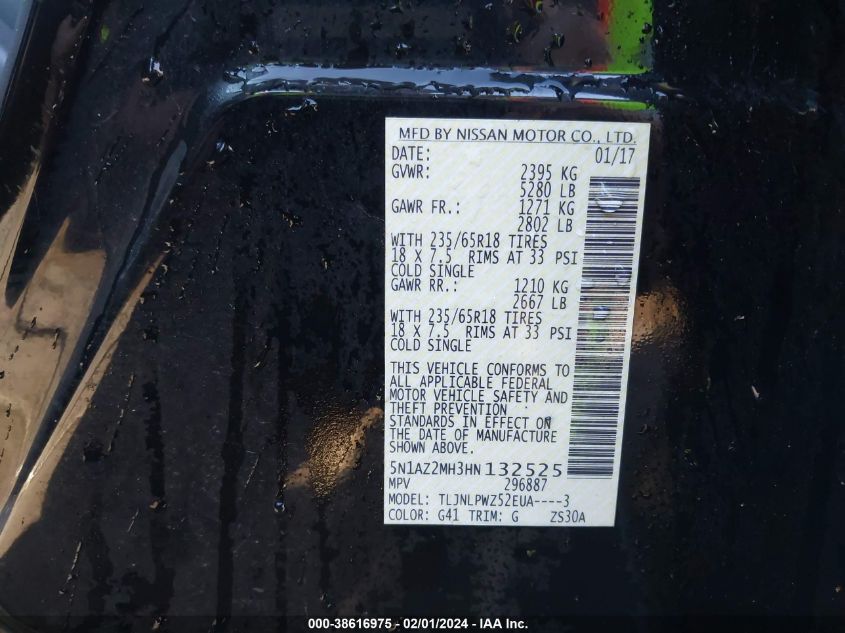 MFD BY NISSAN MOTOR CO., LTD.
DATE: 01/17
GVWR: 2395 KG
5280 LB
GAWR FR.: 1271 KG
2802 LB
WITH 235/65R18 TIRES
18 X 7.5 RIMS AT 33 PSI
COLD SINGLE
GAWR RR.: 1210 KG
2667 LB
WITH 235/65R18 TIRES
18 X 7.5 RIMS AT 33 PSI
COLD SINGLE
THIS VEHICLE CONFORMS TO
ALL APPLICABLE FEDERAL
MOTOR VEHICLE SAFETY AND
THEFT PREVENTION
STANDARDS IN EFFECT ON
THE DATE OF MANUFACTURE
SHOWN ABOVE.
5N1AZ2MH3HN132525
MPV 296887
MODEL: TLJNLPWZ52EUA----3
COLOR: G41 TRIM: G ZS30A
000-38616975 - 02/01/2024 - IAA Inc.